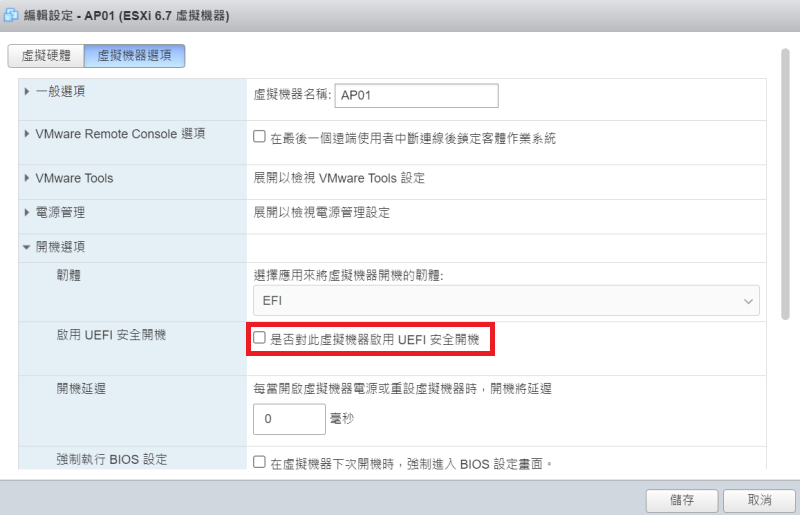 編輯設定 - AP01 (ESXi 6.7 虛擬機器)
虛擬硬體 虛擬機器選項
一般選項 虛擬機器名稱: AP01
VMware Remote Console 選項 在最後一個遠端使用者中斷連線後鎖定客體作業系統
VMware Tools 展開以檢視 VMware Tools 設定
電源管理 展開以檢視電源管理設定
開機選項
韌體 選擇應用來將虛擬機器開機的韌體:
EFI
啟用 UEFI 安全開機 是否對此虛擬機器啟用 UEFI 安全開機
開機延遲 每當開啟虛擬機器電源或重設虛擬機器時，開機將延遲
0 毫秒
強制執行 BIOS 設定 在虛擬機器下次開機時，強制進入 BIOS 設定畫面。
儲存 取消